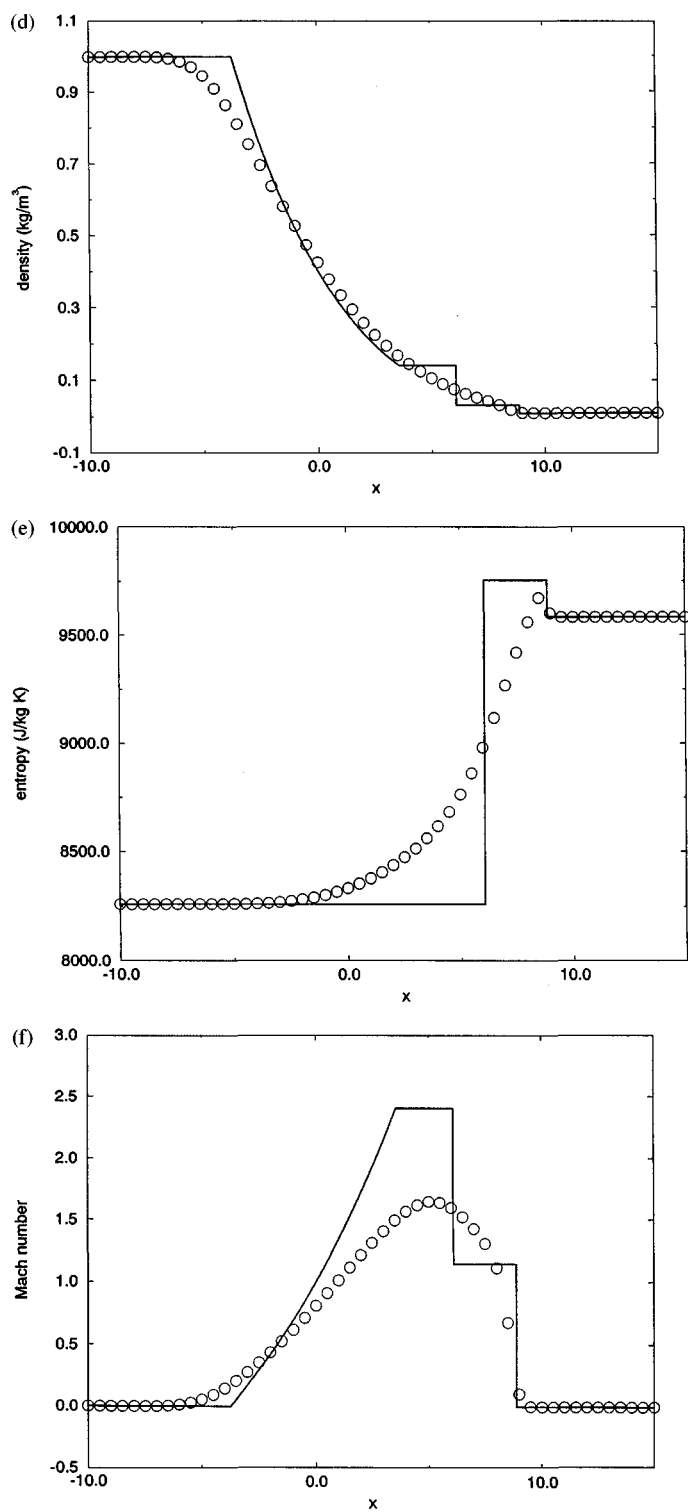 (d)
1.1
0.9
0.7
0.5
0.3
0.1
-0.1
density (kg/m³)
-10.0 0.0 10.0
x
(e)
10000.0
9500.0
9000.0
8500.0
8000.0
entropy (J/kg K)
-10.0 0.0 10.0
x
(f)
3.0
2.5
2.0
1.5
1.0
0.5
0.0
-0.5
Mach number
-10.0 0.0 10.0
x